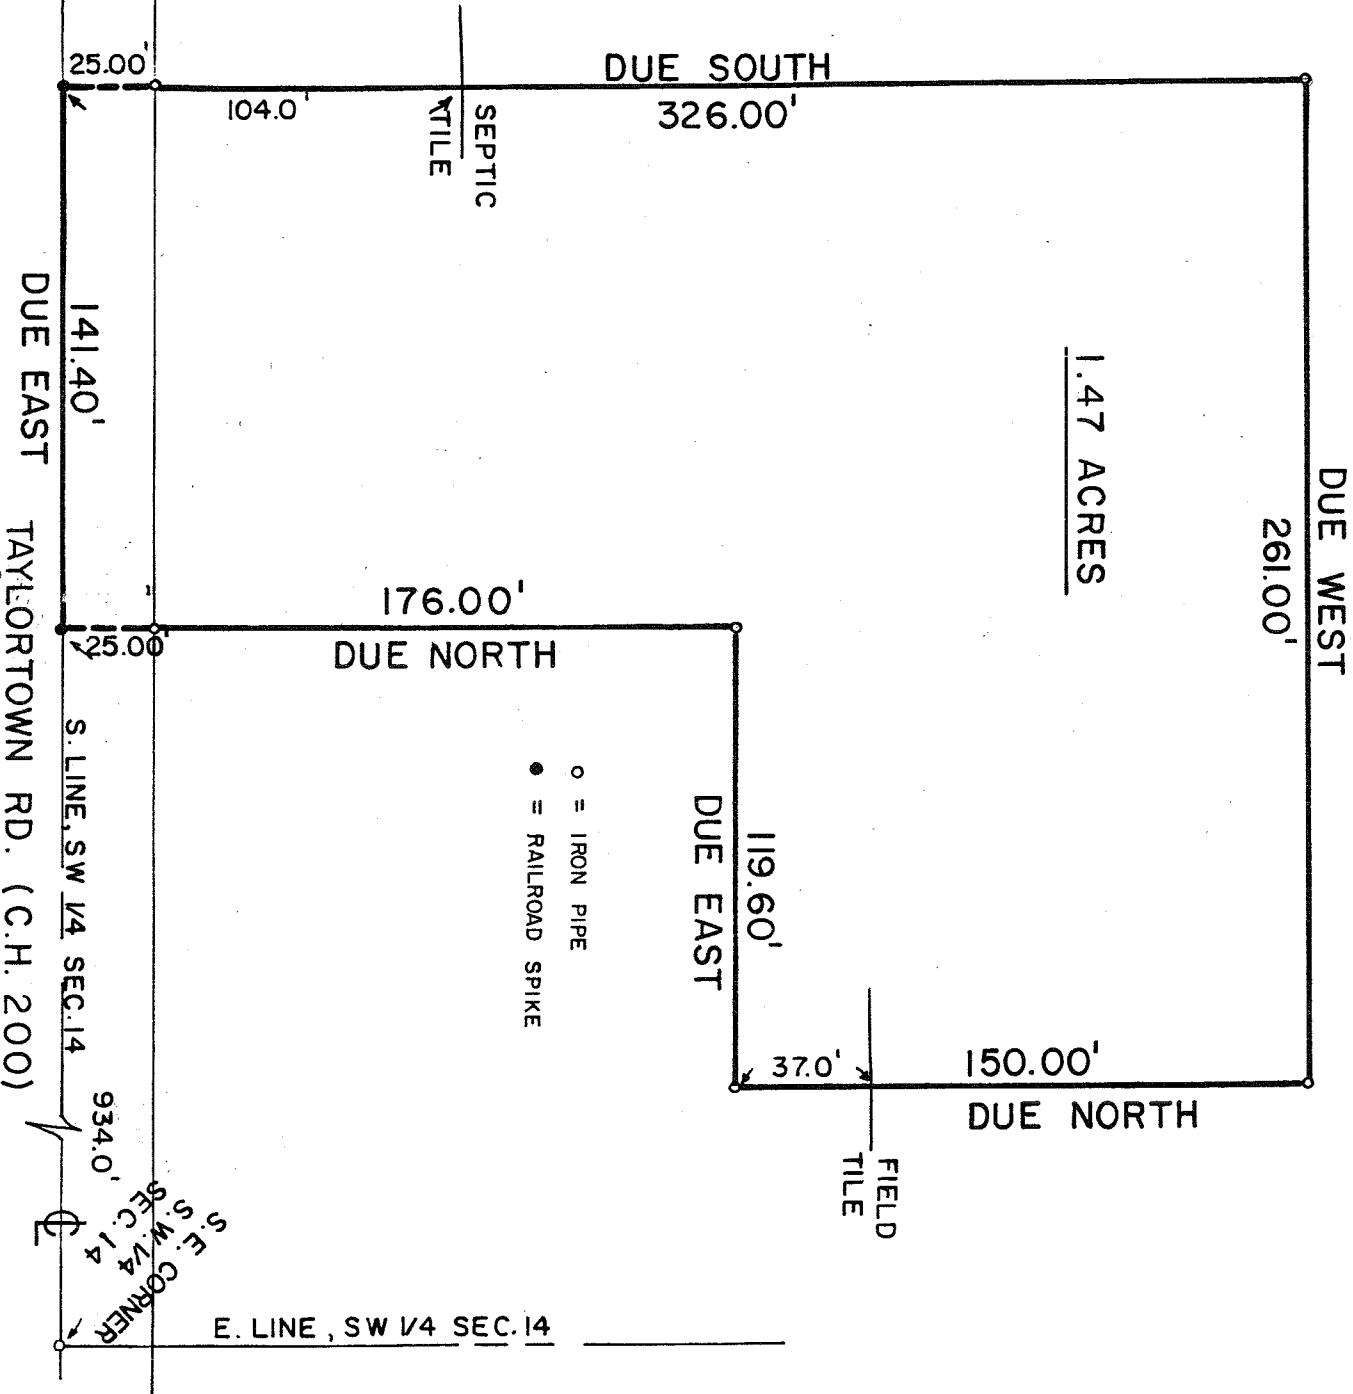 25.00'
DUE SOUTH
104.0'
326.00'
SEPTIC
TILE
DUE WEST
261.00'
1.47 ACRES
141.40'
DUE EAST
176.00'
DUE NORTH
25.00'
119.60'
DUE EAST
○ = IRON PIPE
● = RAILROAD SPIKE
37.0'
150.00'
DUE NORTH
FIELD
TILE
S. LINE, SW 1/4 SEC. 14
934.0'
TAYLORTOWN RD. (C.H. 200)
S.E. CORNER
S.W. 1/4
SEC. 14
E. LINE, SW 1/4 SEC. 14